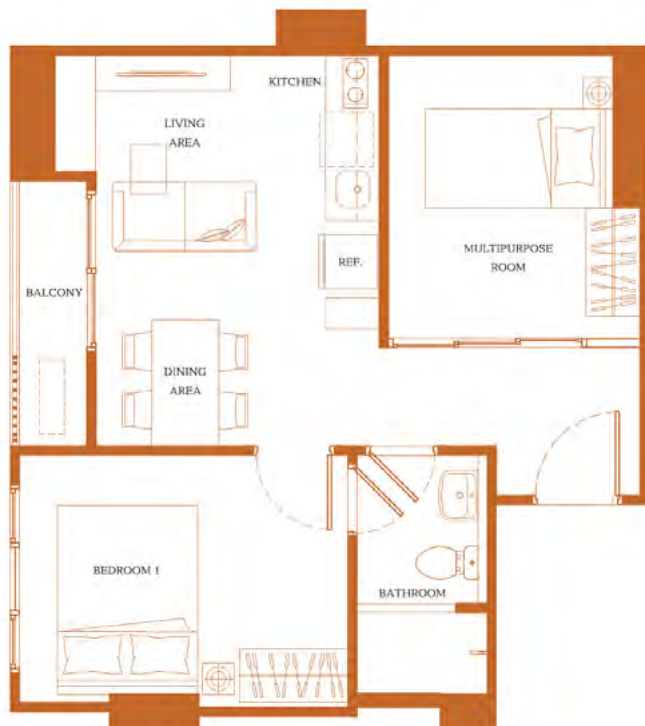 KITCHEN
LIVING
AREA
MULTIPURPOSE
ROOM
REF.
BALCONY
DINING
AREA
BEDROOM 1
BATHROOM